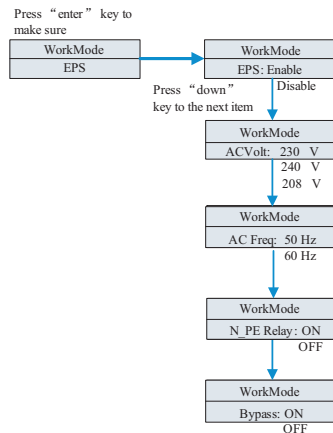 Press “enter” key to
make sure
WorkMode
EPS
WorkMode
EPS: Enable
Disable
Press “down”
key to the next item
WorkMode
ACVolt: 230 V
240 V
208 V
WorkMode
AC Freq: 50 Hz
60 Hz
WorkMode
N_PE Relay: ON
OFF
WorkMode
Bypass: ON
OFF